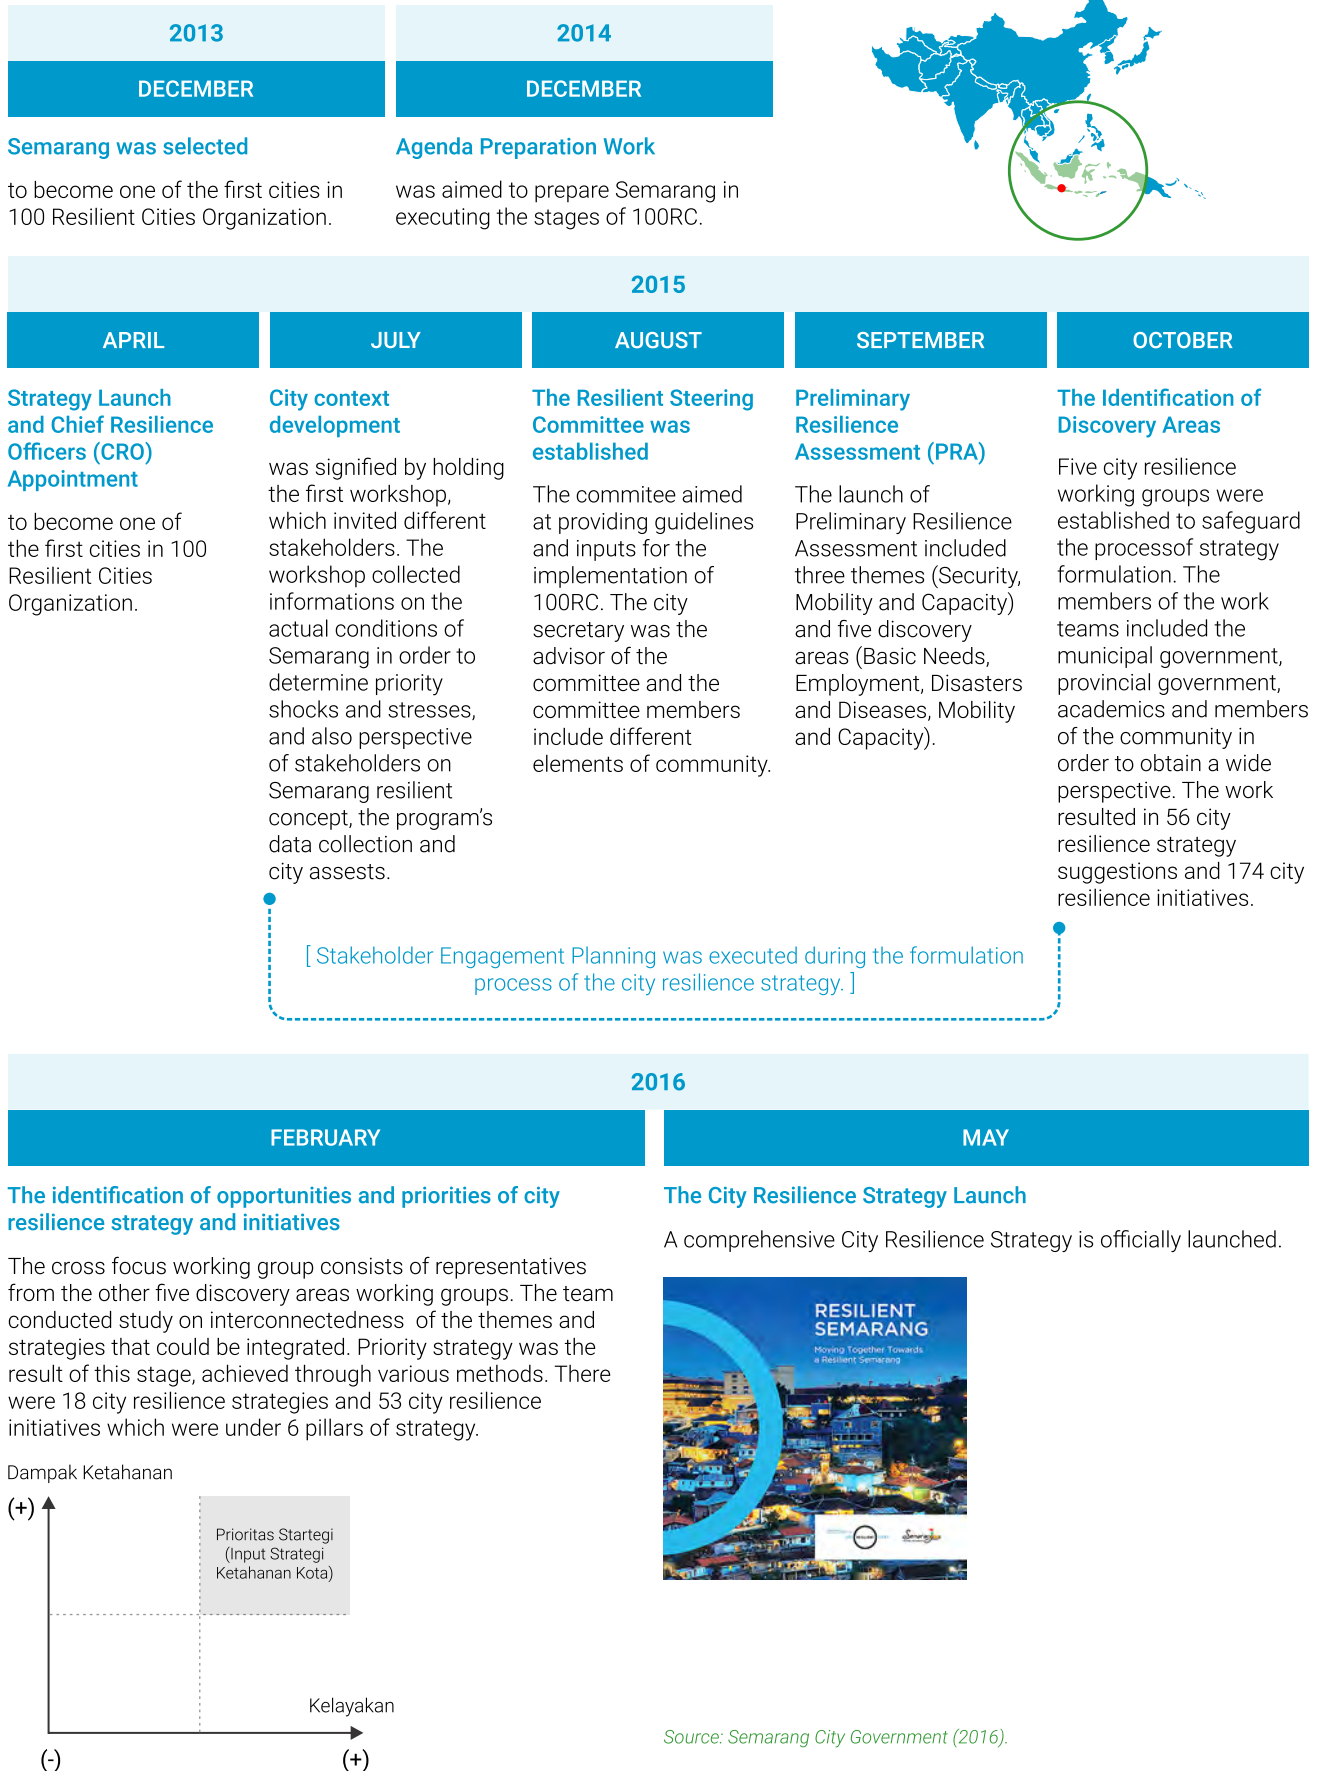 2013
DECEMBER
Semarang was selected
to become one of the first cities in
100 Resilient Cities Organization.
2014
DECEMBER
Agenda Preparation Work
was aimed to prepare Semarang in
executing the stages of 100RC.
2015
APRIL
Strategy Launch
and Chief Resilience
Officers (CRO)
Appointment
to become one of
the first cities in 100
Resilient Cities
Organization.
JULY
City context
development
was signified by holding
the first workshop,
which invited different
stakeholders. The
workshop collected
informations on the
actual conditions of
Semarang in order to
determine priority
shocks and stresses,
and also perspective
of stakeholders on
Semarang resilient
concept, the program’s
data collection and
city assests.
AUGUST
The Resilient Steering
Committee was
established
The commitee aimed
at providing guidelines
and inputs for the
implementation of
100RC. The city
secretary was the
advisor of the
committee and the
committee members
include different
elements of community.
SEPTEMBER
Preliminary
Resilience
Assessment (PRA)
The launch of
Preliminary Resilience
Assessment included
three themes (Security,
Mobility and Capacity)
and five discovery
areas (Basic Needs,
Employment, Disasters
and Diseases, Mobility
and Capacity).
OCTOBER
The Identification of
Discovery Areas
Five city resilience
working groups were
established to safeguard
the processof strategy
formulation. The
members of the work
teams included the
municipal government,
provincial government,
academics and members
of the community in
order to obtain a wide
perspective. The work
resulted in 56 city
resilience strategy
suggestions and 174 city
resilience initiatives.
[ Stakeholder Engagement Planning was executed during the formulation
process of the city resilience strategy. ]
2016
FEBRUARY
The identification of opportunities and priorities of city
resilience strategy and initiatives
The cross focus working group consists of representatives
from the other five discovery areas working groups. The team
conducted study on interconnectedness of the themes and
strategies that could be integrated. Priority strategy was the
result of this stage, achieved through various methods. There
were 18 city resilience strategies and 53 city resilience
initiatives which were under 6 pillars of strategy.
Dampak Ketahanan
(+)
Prioritas Startegi
(Input Strategi
Ketahanan Kota)
Kelayakan
(-)
(+)
MAY
The City Resilience Strategy Launch
A comprehensive City Resilience Strategy is officially launched.
RESILIENT
SEMARANG
Moving Together Towards
a Resilient Semarang
RESILIENT
Semarang
Source: Semarang City Government (2016).